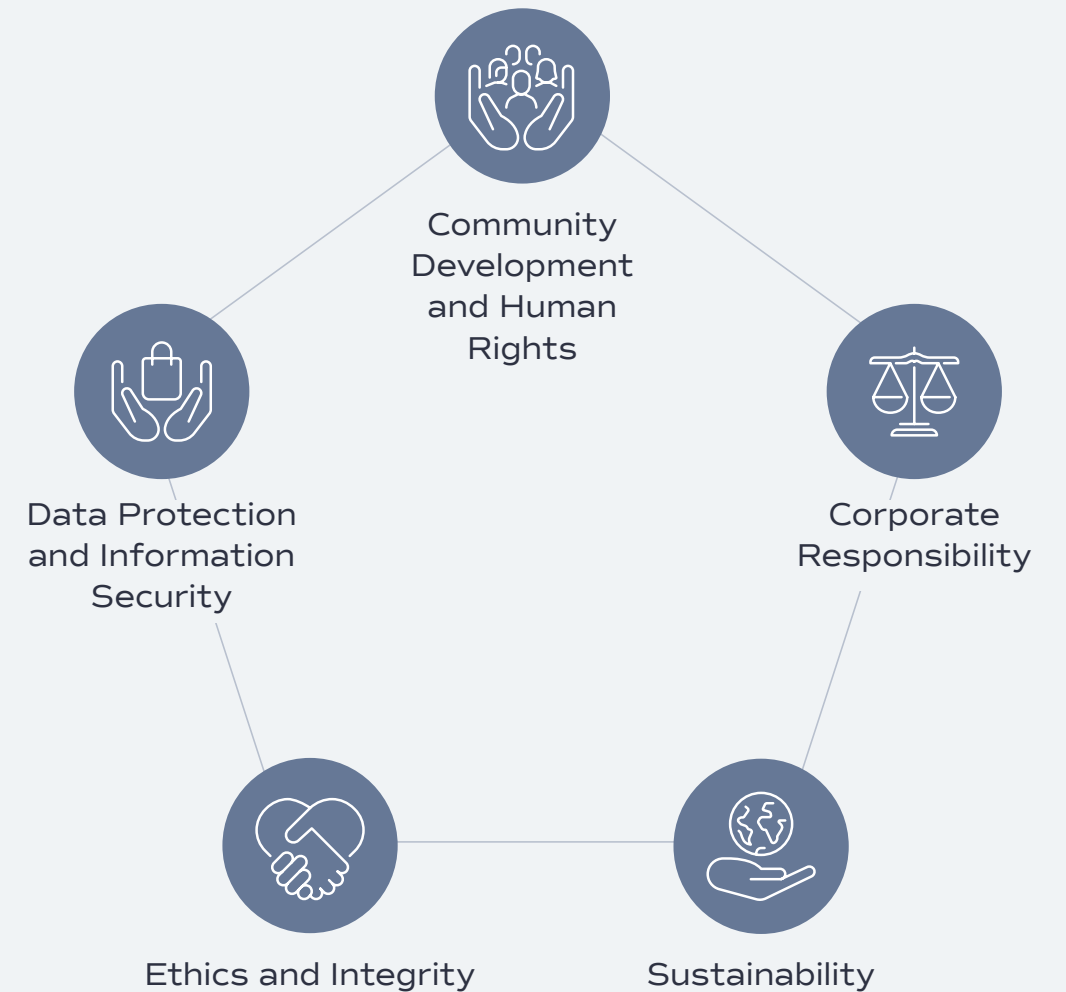 Community
Development
and Human
Rights
Data Protection
and Information
Security
Corporate
Responsibility
Ethics and Integrity
Sustainability